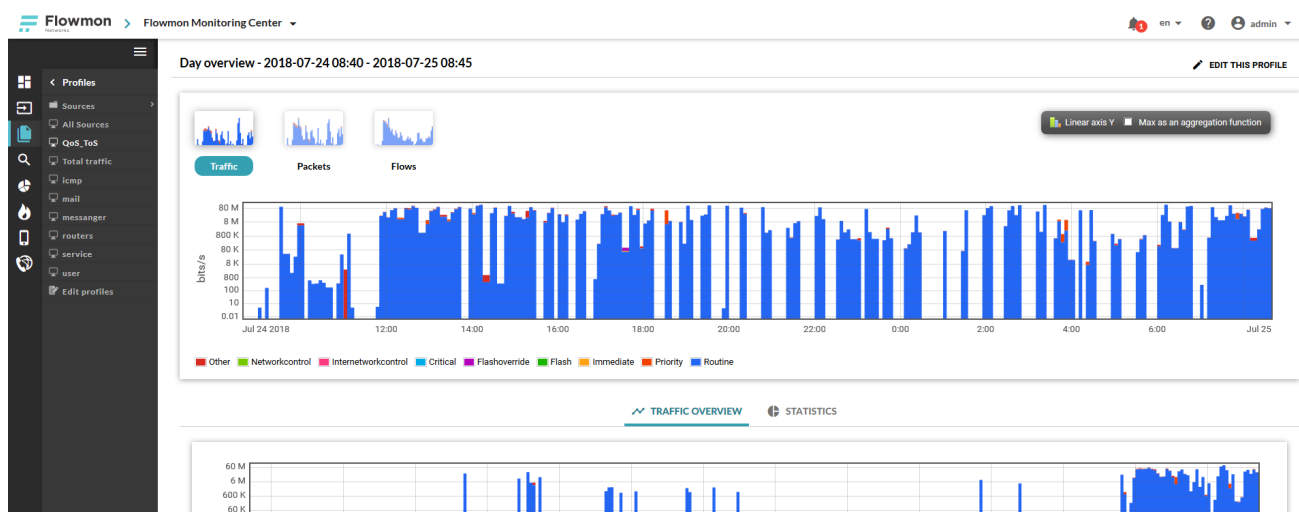 Flowmon
Networks
Flowmon Monitoring Center
1
en
admin
Profiles
Sources
All Sources
QoS_ToS
Total traffic
icmp
mail
messanger
routers
service
user
Edit profiles
Day overview - 2018-07-24 08:40 - 2018-07-25 08:45
EDIT THIS PROFILE
Traffic
Packets
Flows
Linear axis Y
Max as an aggregation function
bits/s
80 M
8 M
800 K
80 K
8 K
800
100
10
0.01
Jul 24 2018 12:00 14:00 16:00 18:00 20:00 22:00 0:00 2:00 4:00 6:00 Jul 25
Other Networkcontrol Internetworkcontrol Critical Flashoverride Flash Immediate Priority Routine
TRAFFIC OVERVIEW STATISTICS
60 M
6 M
600 K
60 K